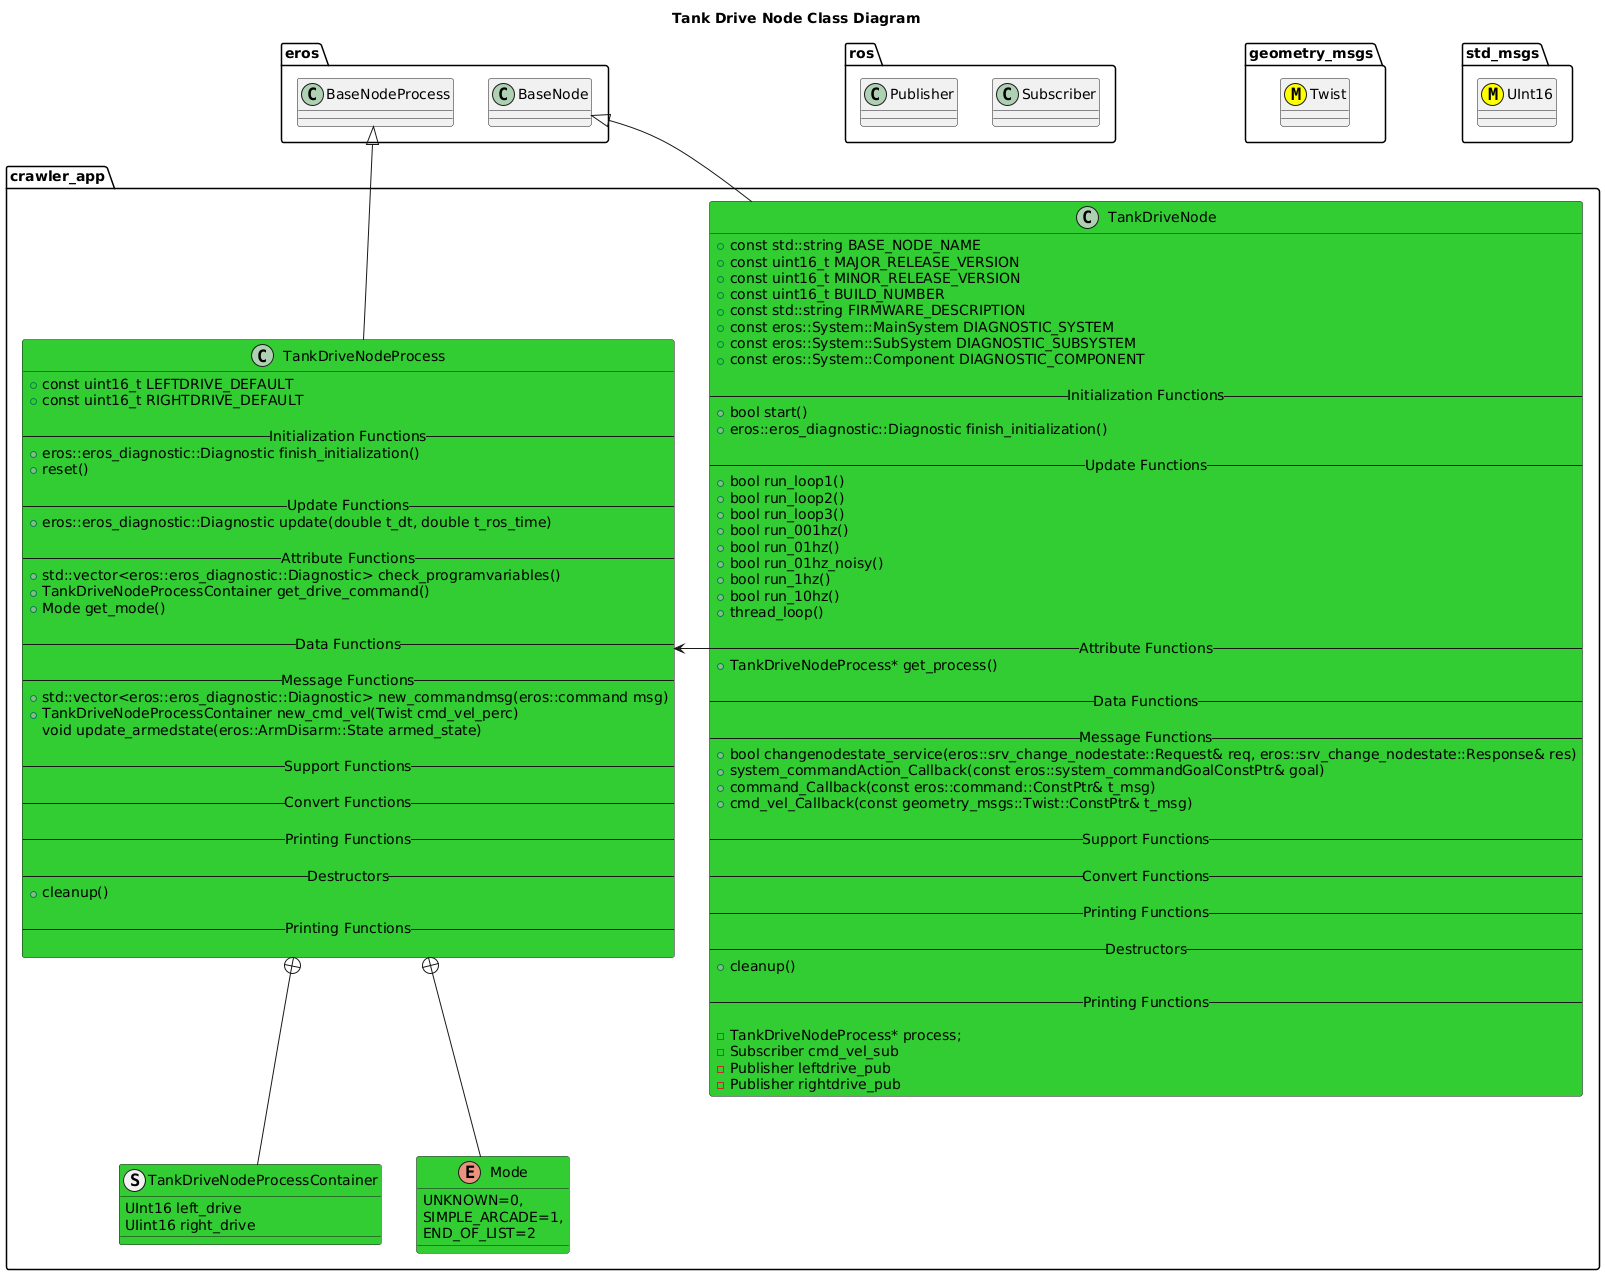 Tank Drive Node Class Diagram
eros
C BaseNodeProcess
C BaseNode
ros
C Publisher
C Subscriber
geometry_msgs
M Twist
std_msgs
M UInt16
crawler_app
C TankDriveNodeProcess
const uint16_t LEFTDRIVE_DEFAULT
const uint16_t RIGHTDRIVE_DEFAULT
Initialization Functions
eros::eros_diagnostic::Diagnostic finish_initialization()
reset()
Update Functions
eros::eros_diagnostic::Diagnostic update(double t_dt, double t_ros_time)
Attribute Functions
std::vector<eros::eros_diagnostic::Diagnostic> check_programvariables()
TankDriveNodeProcessContainer get_drive_command()
Mode get_mode()
Data Functions
Message Functions
std::vector<eros::eros_diagnostic::Diagnostic> new_commandmsg(eros::command msg)
TankDriveNodeProcessContainer new_cmd_vel(Twist cmd_vel_perc)
void update_armedstate(eros::ArmDisarm::State armed_state)
Support Functions
Convert Functions
Printing Functions
Destructors
cleanup()
Printing Functions
C TankDriveNode
const std::string BASE_NODE_NAME
const uint16_t MAJOR_RELEASE_VERSION
const uint16_t MINOR_RELEASE_VERSION
const uint16_t BUILD_NUMBER
const std::string FIRMWARE_DESCRIPTION
const eros::System::MainSystem DIAGNOSTIC_SYSTEM
const eros::System::SubSystem DIAGNOSTIC_SUBSYSTEM
const eros::System::Component DIAGNOSTIC_COMPONENT
Initialization Functions
bool start()
eros::eros_diagnostic::Diagnostic finish_initialization()
Update Functions
bool run_loop1()
bool run_loop2()
bool run_loop3()
bool run_001hz()
bool run_01hz()
bool run_01hz_noisy()
bool run_1hz()
bool run_10hz()
thread_loop()
Attribute Functions
TankDriveNodeProcess* get_process()
Data Functions
Message Functions
bool changenodestate_service(eros::srv_change_nodestate::Request& req, eros::srv_change_nodestate::Response& res)
system_commandAction_Callback(const eros::system_commandGoalConstPtr& goal)
command_Callback(const eros::command::ConstPtr& t_msg)
cmd_vel_Callback(const geometry_msgs::Twist::ConstPtr& t_msg)
Support Functions
Convert Functions
Printing Functions
Destructors
cleanup()
Printing Functions
TankDriveNodeProcess* process;
Subscriber cmd_vel_sub
Publisher leftdrive_pub
Publisher rightdrive_pub
S TankDriveNodeProcessContainer
UInt16 left_drive
UIint16 right_drive
E Mode
UNKNOWN=0,
SIMPLE_ARCADE=1,
END_OF_LIST=2